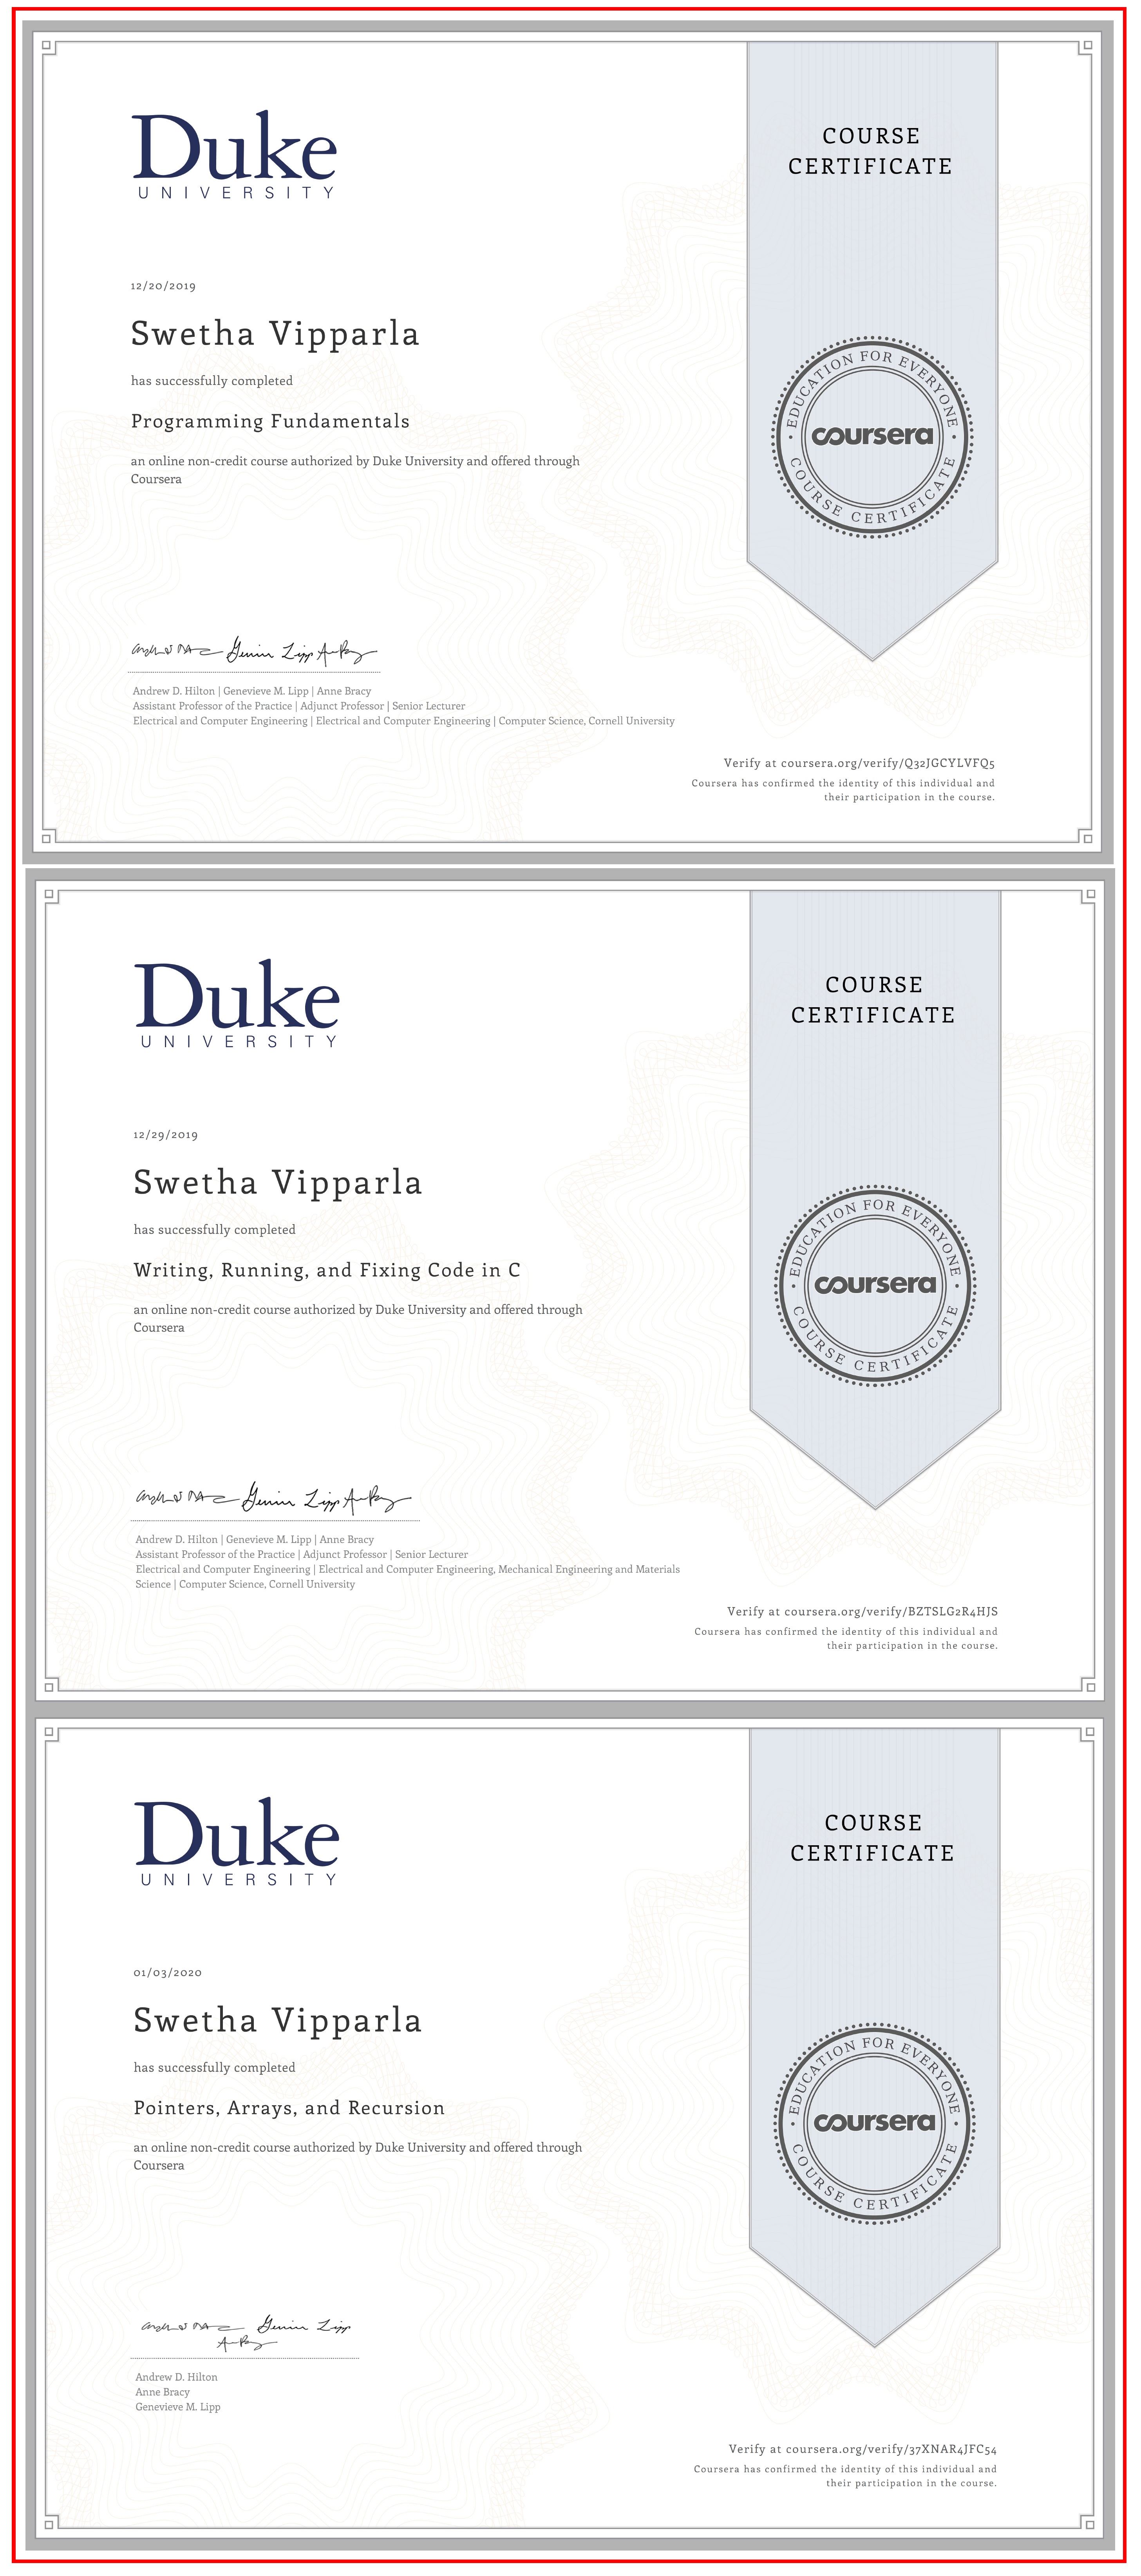 Duke
UNIVERSITY
COURSE
CERTIFICATE
12/20/2019
Swetha Vipparla
has successfully completed
Programming Fundamentals
an online non-credit course authorized by Duke University and offered through
Coursera
EDUCATION FOR EVERYONE
coursera
COURSE CERTIFICATE
Andrew D. Hilton | Genevieve M. Lipp | Anne Bracy
Assistant Professor of the Practice | Adjunct Professor | Senior Lecturer
Electrical and Computer Engineering | Electrical and Computer Engineering | Computer Science, Cornell University
Verify at coursera.org/verify/Q32JGCYLVFQ5
Coursera has confirmed the identity of this individual and
their participation in the course.
Duke
UNIVERSITY
COURSE
CERTIFICATE
12/29/2019
Swetha Vipparla
has successfully completed
Writing, Running, and Fixing Code in C
an online non-credit course authorized by Duke University and offered through
Coursera
EDUCATION FOR EVERYONE
coursera
COURSE CERTIFICATE
Andrew D. Hilton | Genevieve M. Lipp | Anne Bracy
Assistant Professor of the Practice | Adjunct Professor | Senior Lecturer
Electrical and Computer Engineering | Electrical and Computer Engineering, Mechanical Engineering and Materials
Science | Computer Science, Cornell University
Verify at coursera.org/verify/BZTSLG2R4HJS
Coursera has confirmed the identity of this individual and
their participation in the course.
Duke
UNIVERSITY
COURSE
CERTIFICATE
01/03/2020
Swetha Vipparla
has successfully completed
Pointers, Arrays, and Recursion
an online non-credit course authorized by Duke University and offered through
Coursera
EDUCATION FOR EVERYONE
coursera
COURSE CERTIFICATE
Andrew D. Hilton
Anne Bracy
Genevieve M. Lipp
Verify at coursera.org/verify/37XNAR4JFC54
Coursera has confirmed the identity of this individual and
their participation in the course.